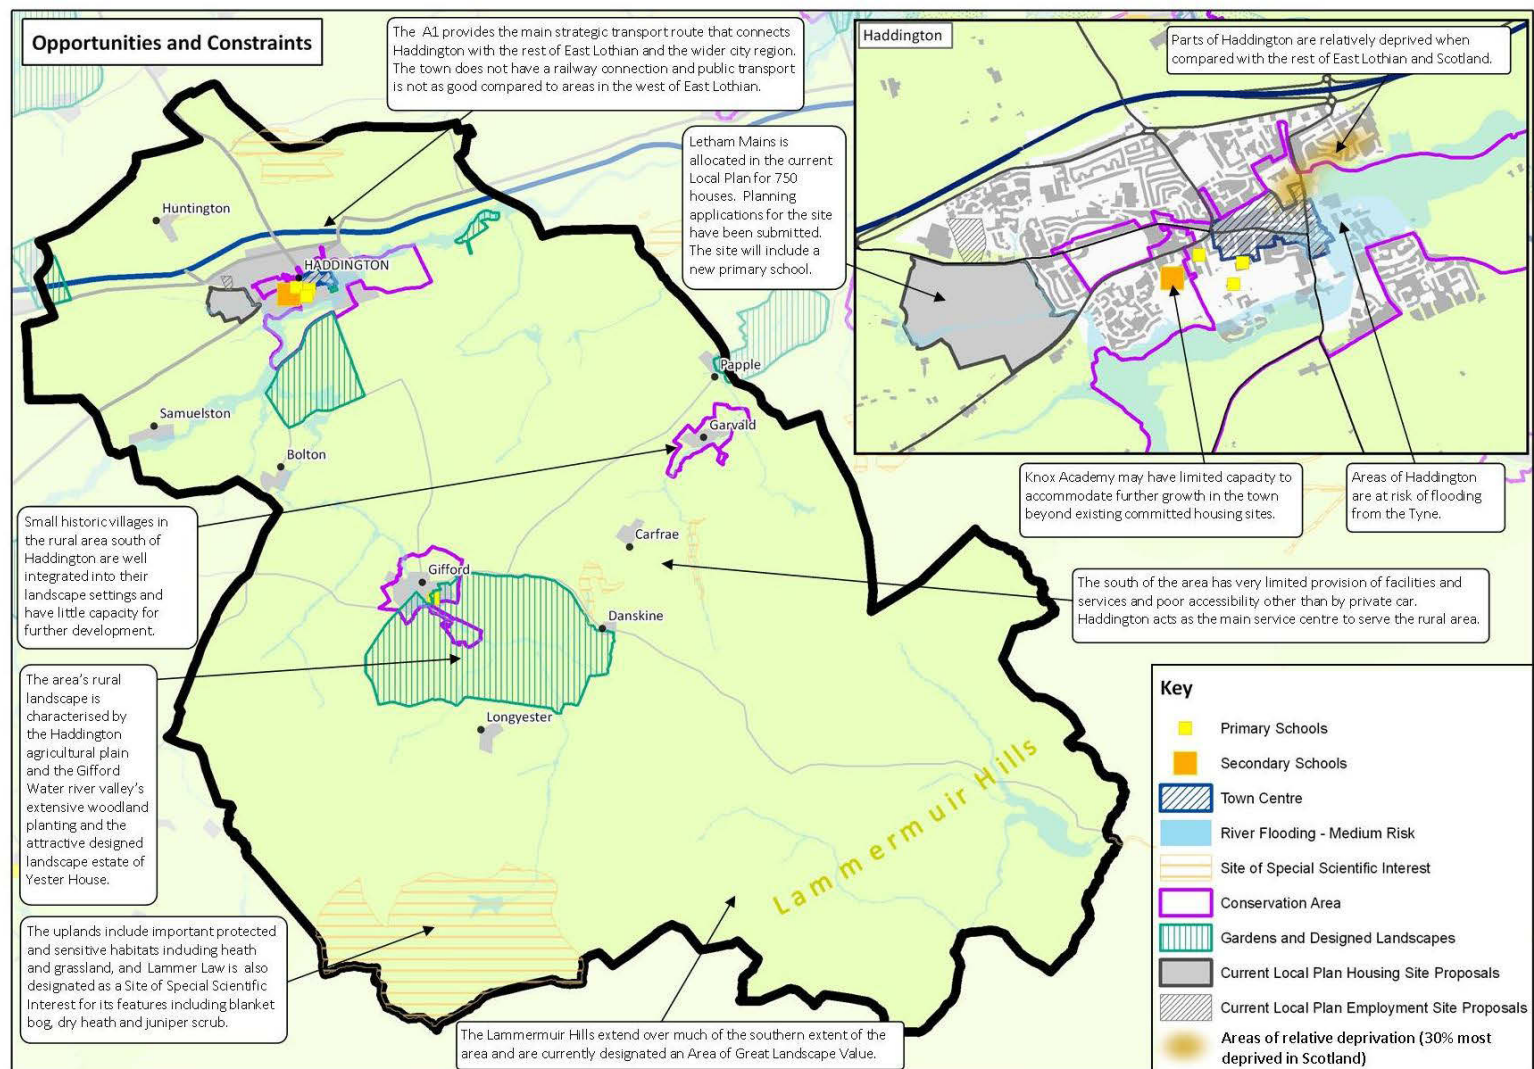 Opportunities and Constraints
The A1 provides the main strategic transport route that connects
Haddington with the rest of East Lothian and the wider city region.
The town does not have a railway connection and public transport
is not as good compared to areas in the west of East Lothian.
Haddington
Parts of Haddington are relatively deprived when
compared with the rest of East Lothian and Scotland.
Letham Mains is
allocated in the current
Local Plan for 750
houses. Planning
applications for the site
have been submitted.
The site will include a
new primary school.
Huntington
HADDINGTON
Papple
Samuelston
Garvald
Bolton
Knox Academy may have limited capacity to
accommodate further growth in the town
beyond existing committed housing sites.
Areas of Haddington
are at risk of flooding
from the Tyne.
Small historic villages in
the rural area south of
Haddington are well
integrated into their
landscape settings and
have little capacity for
further development.
Carfrae
Gifford
Danskine
The south of the area has very limited provision of facilities and
services and poor accessibility other than by private car.
Haddington acts as the main service centre to serve the rural area.
The area's rural
landscape is
characterised by
the Haddington
agricultural plain
and the Gifford
Water river valley's
extensive woodland
planting and the
attractive designed
landscape estate of
Yester House.
Longyester
Lammermuir Hills
The uplands include important protected
and sensitive habitats including heath
and grassland, and Lammer Law is also
designated as a Site of Special Scientific
Interest for its features including blanket
bog, dry heath and juniper scrub.
The Lammermuir Hills extend over much of the southern extent of the
area and are currently designated an Area of Great Landscape Value.
Key
Primary Schools
Secondary Schools
Town Centre
River Flooding - Medium Risk
Site of Special Scientific Interest
Conservation Area
Gardens and Designed Landscapes
Current Local Plan Housing Site Proposals
Current Local Plan Employment Site Proposals
Areas of relative deprivation (30% most
deprived in Scotland)